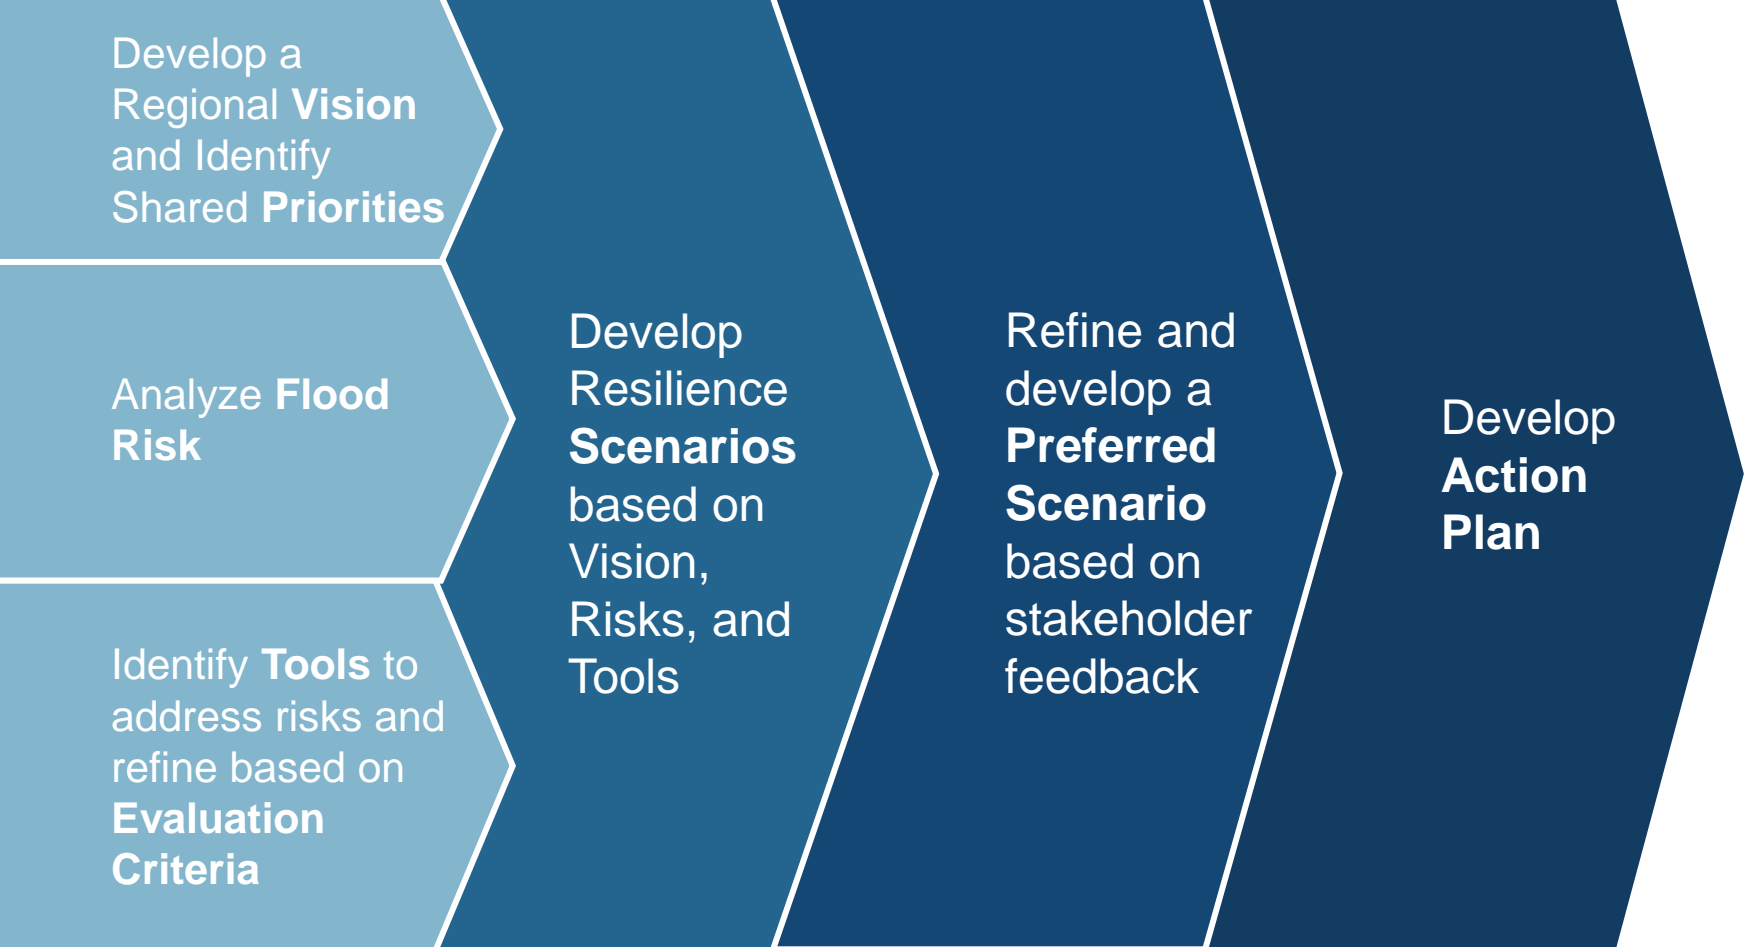 Develop a
Regional Vision
and Identify
Shared Priorities
Analyze Flood
Risk
Identify Tools to
address risks and
refine based on
Evaluation
Criteria
Develop
Resilience
Scenarios
based on
Vision,
Risks, and
Tools
Refine and
develop a
Preferred
Scenario
based on
stakeholder
feedback
Develop
Action
Plan